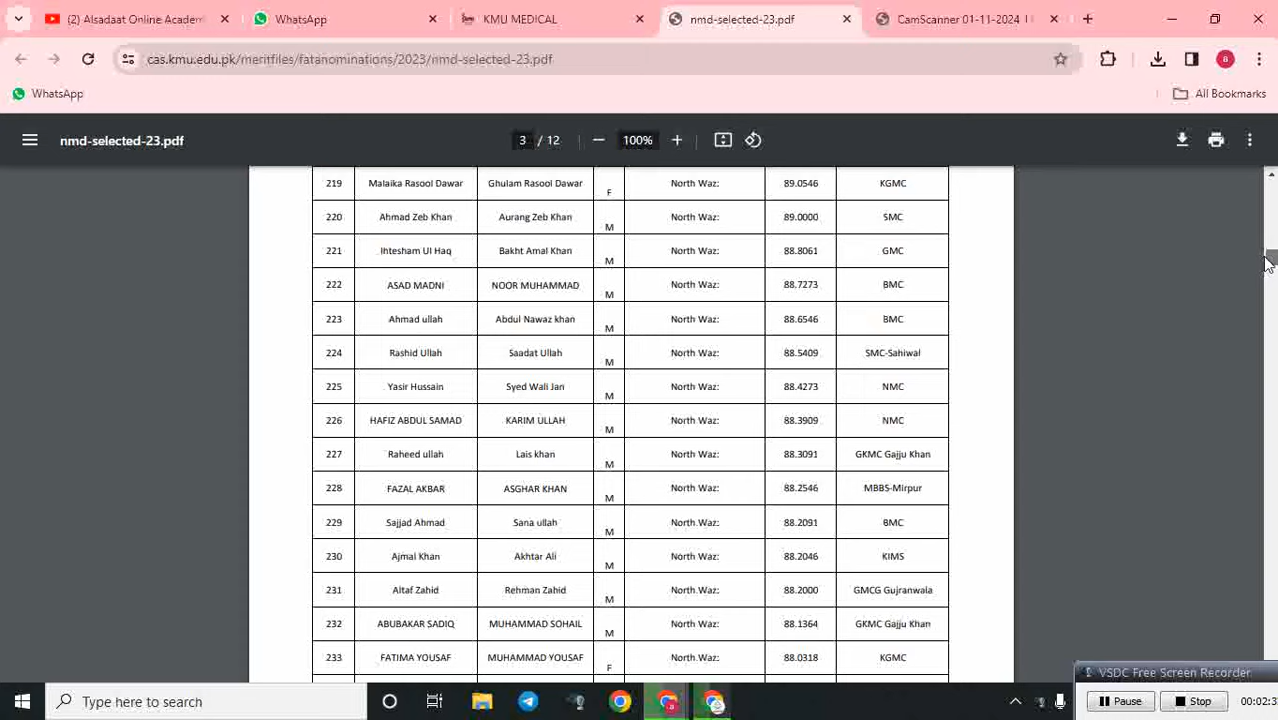 (2) Alsadaat Online Academ
WhatsApp
KMU MEDICAL
nmd-selected-23.pdf
CamScanner 01-11-2024
cas.kmu.edu.pk/meritfiles/fatanominations/2023/nmd-selected-23.pdf
WhatsApp
All Bookmarks
nmd-selected-23.pdf 3 / 12 100%
219 Malaika Rasool Dawar Ghulam Rasool Dawar F North Waz: 89.0546 KGMC
220 Ahmad Zeb Khan Aurang Zeb Khan M North Waz: 89.0000 SMC
221 Ihtesham Ul Haq Bakht Amal Khan M North Waz: 88.8061 GMC
222 ASAD MADNI NOOR MUHAMMAD M North Waz: 88.7273 BMC
223 Ahmad ullah Abdul Nawaz khan M North Waz: 88.6546 BMC
224 Rashid Ullah Saadat Ullah M North Waz: 88.5409 SMC-Sahiwal
225 Yasir Hussain Syed Wali Jan M North Waz: 88.4273 NMC
226 HAFIZ ABDUL SAMAD KARIM ULLAH M North Waz: 88.3909 NMC
227 Raheed ullah Lais khan M North Waz: 88.3091 GKMC Gajju Khan
228 FAZAL AKBAR ASGHAR KHAN M North Waz: 88.2546 MBBS-Mirpur
229 Sajjad Ahmad Sana ullah M North Waz: 88.2091 BMC
230 Ajmal Khan Akhtar Ali M North Waz: 88.2046 KIMS
231 Altaf Zahid Rehman Zahid M North Waz: 88.2000 GMCG Gujranwala
232 ABUBAKAR SADIQ MUHAMMAD SOHAIL M North Waz: 88.1364 GKMC Gajju Khan
233 FATIMA YOUSAF MUHAMMAD YOUSAF F North Waz: 88.0318 KGMC
VSDC Free Screen Recorder
Pause Stop 00:02:3
Type here to search